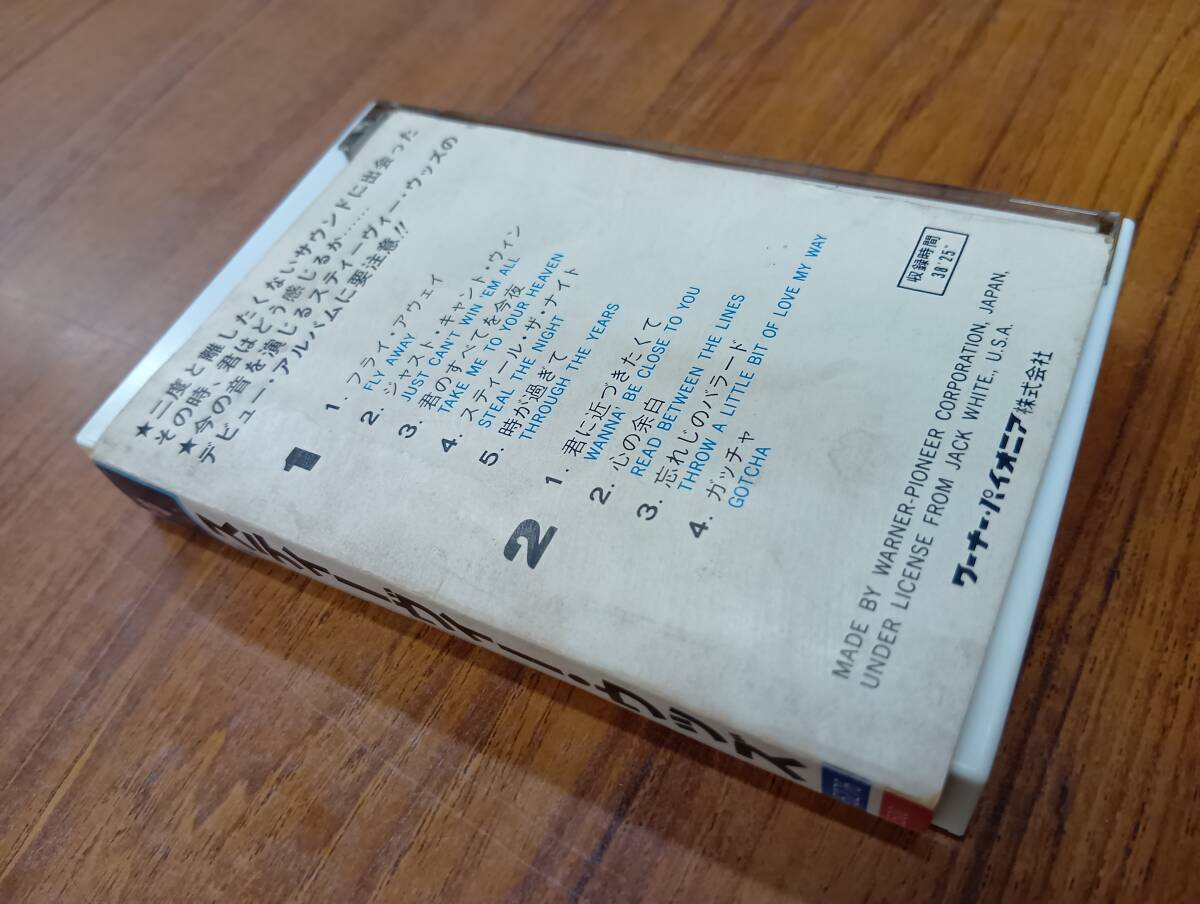 ★二度と離したくないサウンドに出会った
その時、君はどう感じるか……
★今の音を演じるスティーヴィー・ウッズの
デビュー・アルバムに要注意!!
1
1. フライ・アウェイ
FLY AWAY
2. ジャスト・キャント・ウィン
JUST CAN'T WIN 'EM ALL
3. 君のすべてを今夜
TAKE ME TO YOUR HEAVEN
4. スティール・ザ・ナイト
STEAL THE NIGHT
5. 時が過ぎて
THROUGH THE YEARS
2
1. 君に近づきたくて
WANNA' BE CLOSE TO YOU
2. 心の余白
READ BETWEEN THE LINES
3. 忘れじのバラード
THROW A LITTLE BIT OF LOVE MY WAY
4. ガッチャ
GOTCHA
収録時間
38'25"
MADE BY WARNER-PIONEER CORPORATION, JAPAN,
UNDER LICENSE FROM JACK WHITE., U.S.A.
ワーナー・パイオニア株式会社
スティーヴィー・ウッズ